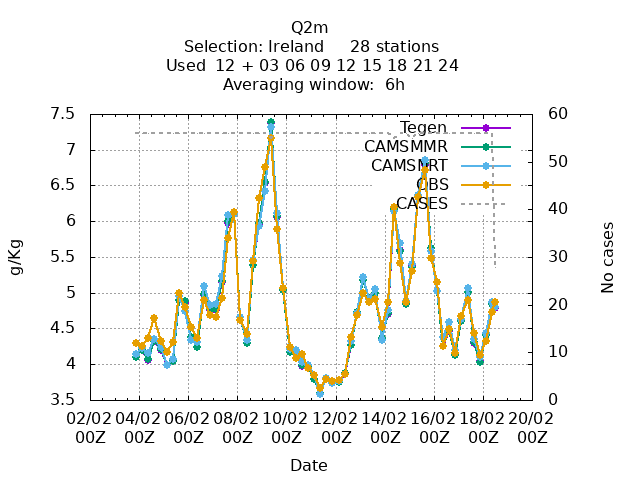 Q2m
Selection: Ireland 28 stations
Used 12 + 03 06 09 12 15 18 21 24
Averaging window: 6h
7.5
7
6.5
6
5.5
5
4.5
4
3.5
g/Kg
60
50
40
30
20
10
0
No cases
Tegen
CAMSMMR
CAMSMRT
OBS
CASES
02/02 04/02 06/02 08/02 10/02 12/02 14/02 16/02 18/02 20/02
00Z 00Z 00Z 00Z 00Z 00Z 00Z 00Z 00Z 00Z
Date